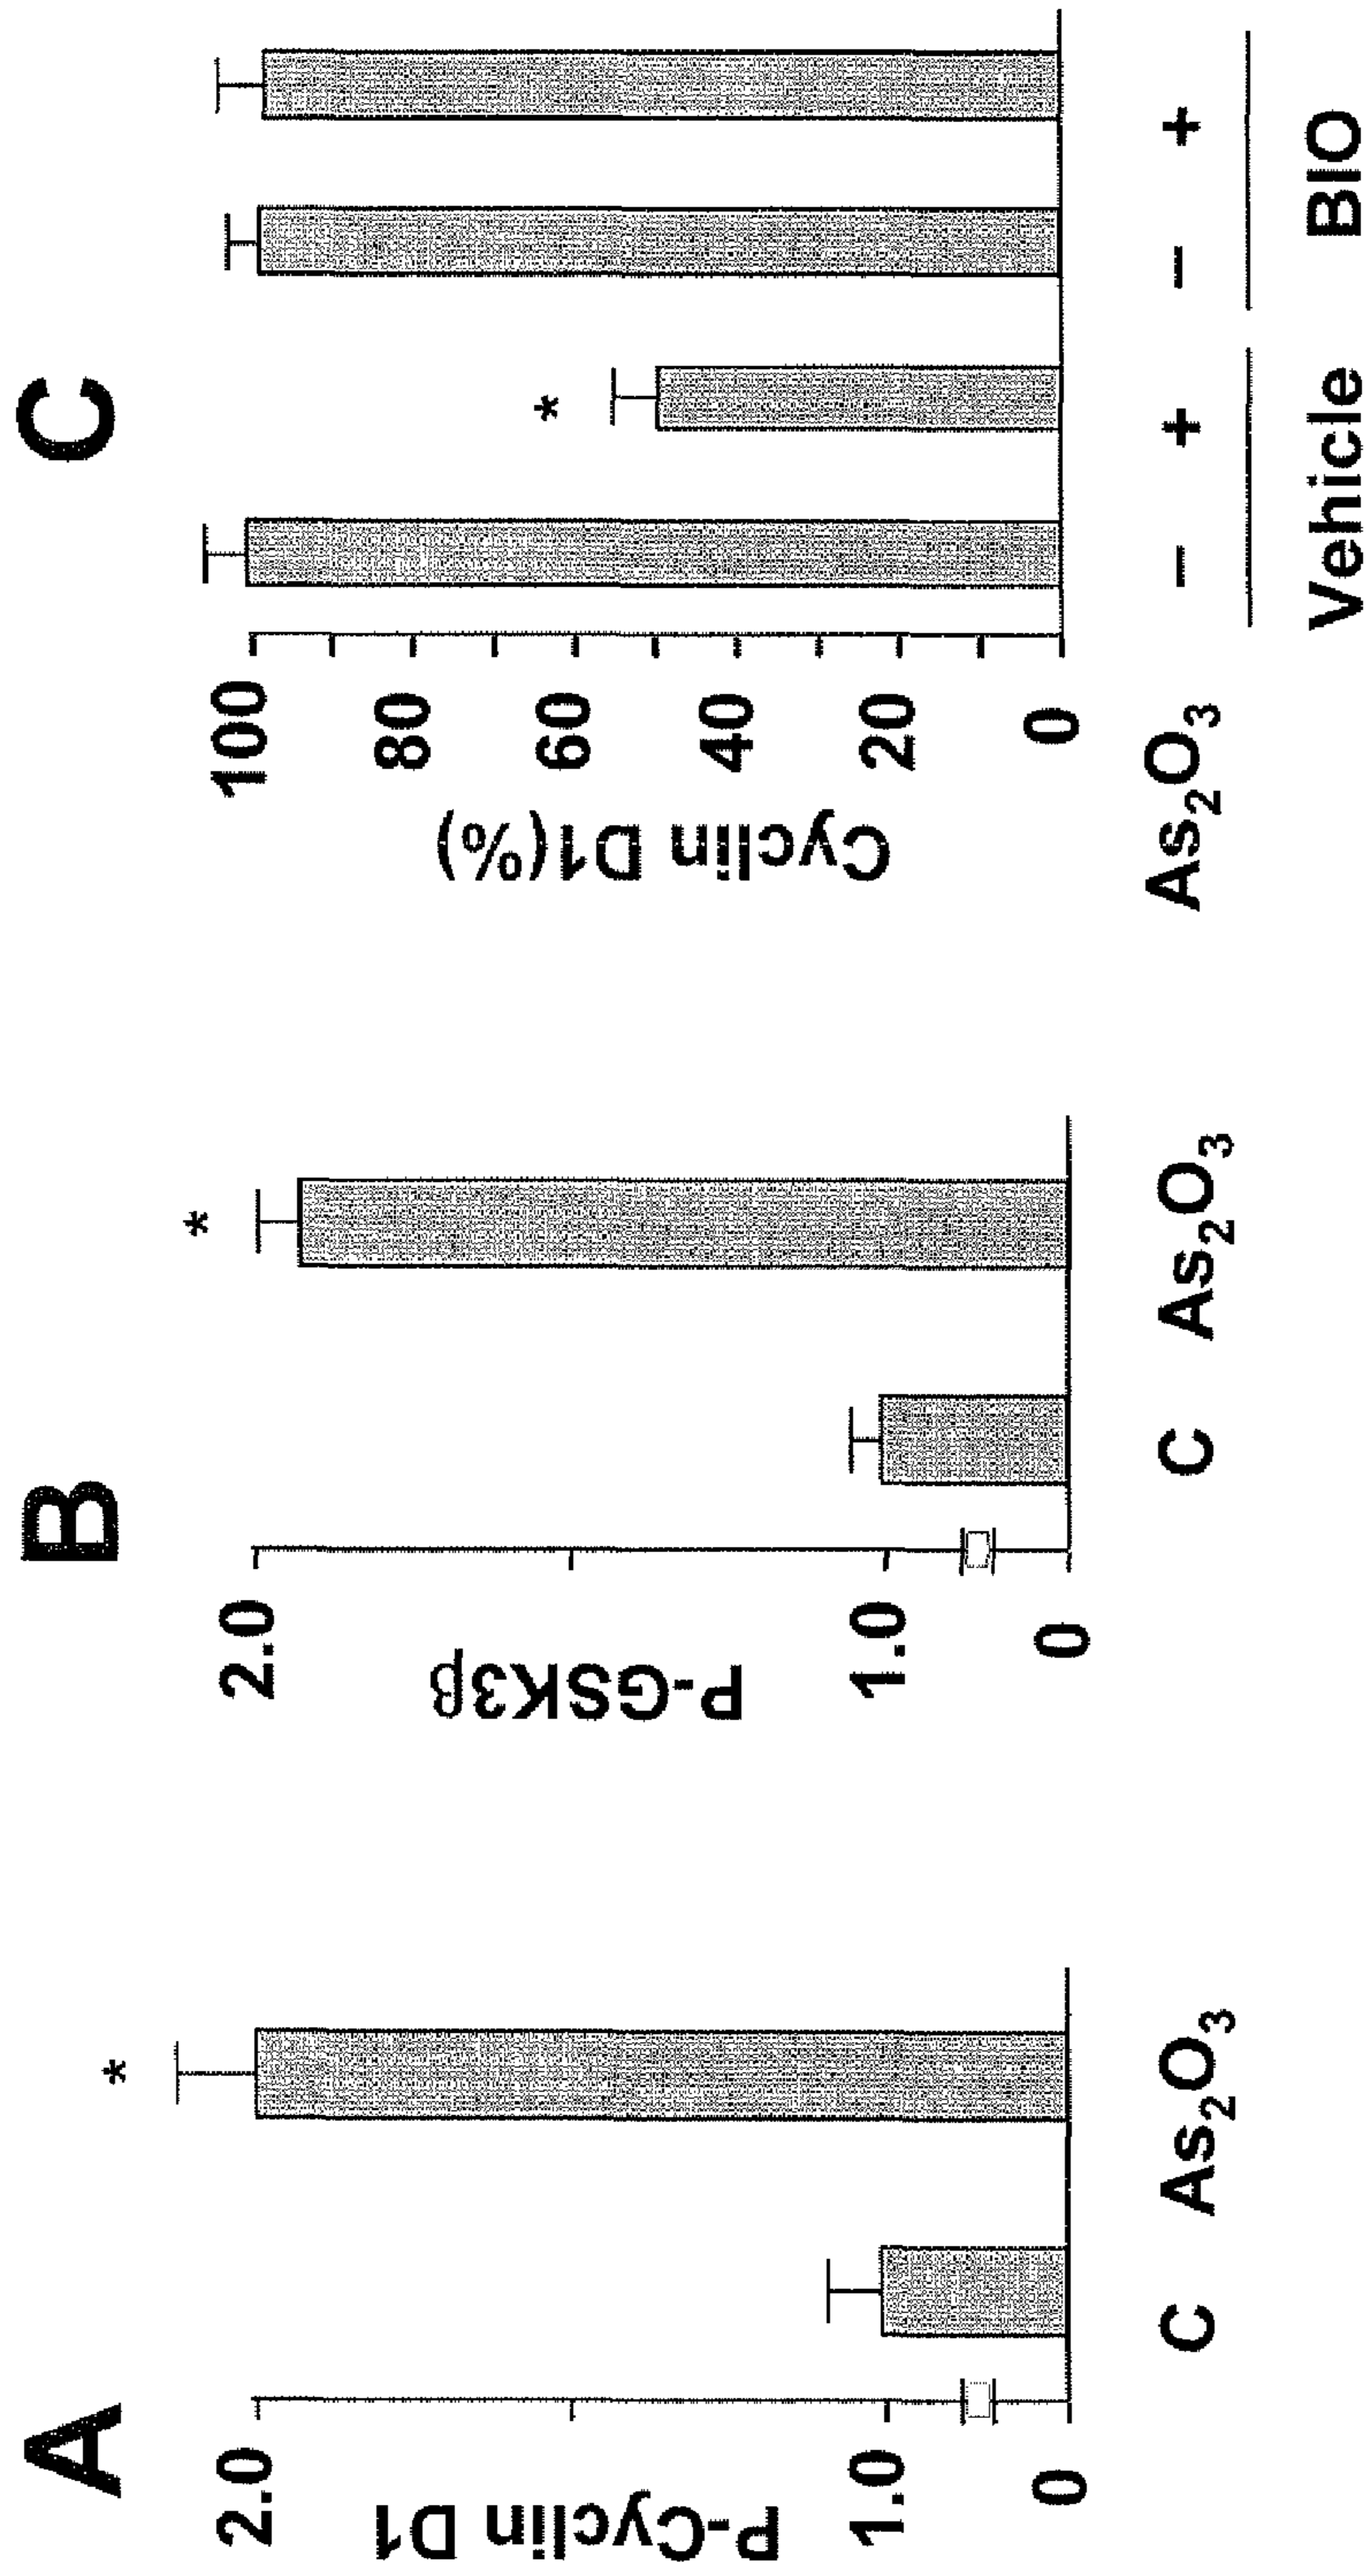 A
P-Cyclin D1
2.0
1.0
0
C As₂O₃
*
B
P-GSK3β
2.0
1.0
0
C As₂O₃
*
C
Cyclin D1(%)
100
80
60
40
20
0
*
As₂O₃ − + − +
Vehicle BIO